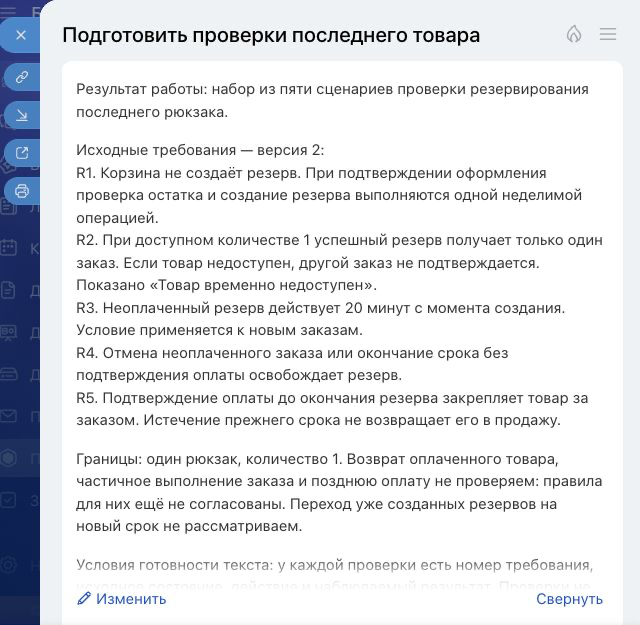 Подготовить проверки последнего товара
Результат работы: набор из пяти сценариев проверки резервирования
последнего рюкзака.
Исходные требования — версия 2:
R1. Корзина не создаёт резерв. При подтверждении оформления
проверка остатка и создание резерва выполняются одной неделимой
операцией.
R2. При доступном количестве 1 успешный резерв получает только один
заказ. Если товар недоступен, другой заказ не подтверждается.
Показано «Товар временно недоступен».
R3. Неоплаченный резерв действует 20 минут с момента создания.
Условие применяется к новым заказам.
R4. Отмена неоплаченного заказа или окончание срока без
подтверждения оплаты освобождает резерв.
R5. Подтверждение оплаты до окончания резерва закрепляет товар за
заказом. Истечение прежнего срока не возвращает его в продажу.
Границы: один рюкзак, количество 1. Возврат оплаченного товара,
частичное выполнение заказа и позднюю оплату не проверяем: правила
для них ещё не согласованы. Переход уже созданных резервов на
новый срок не рассматриваем.
Условия готовности текста: у каждой проверки есть номер требования,
исходное состояние, действие и наблюдаемый результат. Проверки не
Изменить
Свернуть